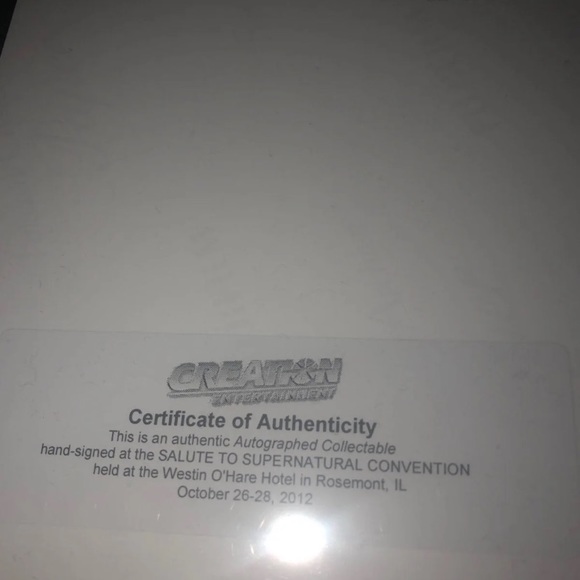 CREATION
ENTERTAINMENT
Certificate of Authenticity
This is an authentic Autographed Collectable
hand-signed at the SALUTE TO SUPERNATURAL CONVENTION
held at the Westin O'Hare Hotel in Rosemont, IL
October 26-28, 2012